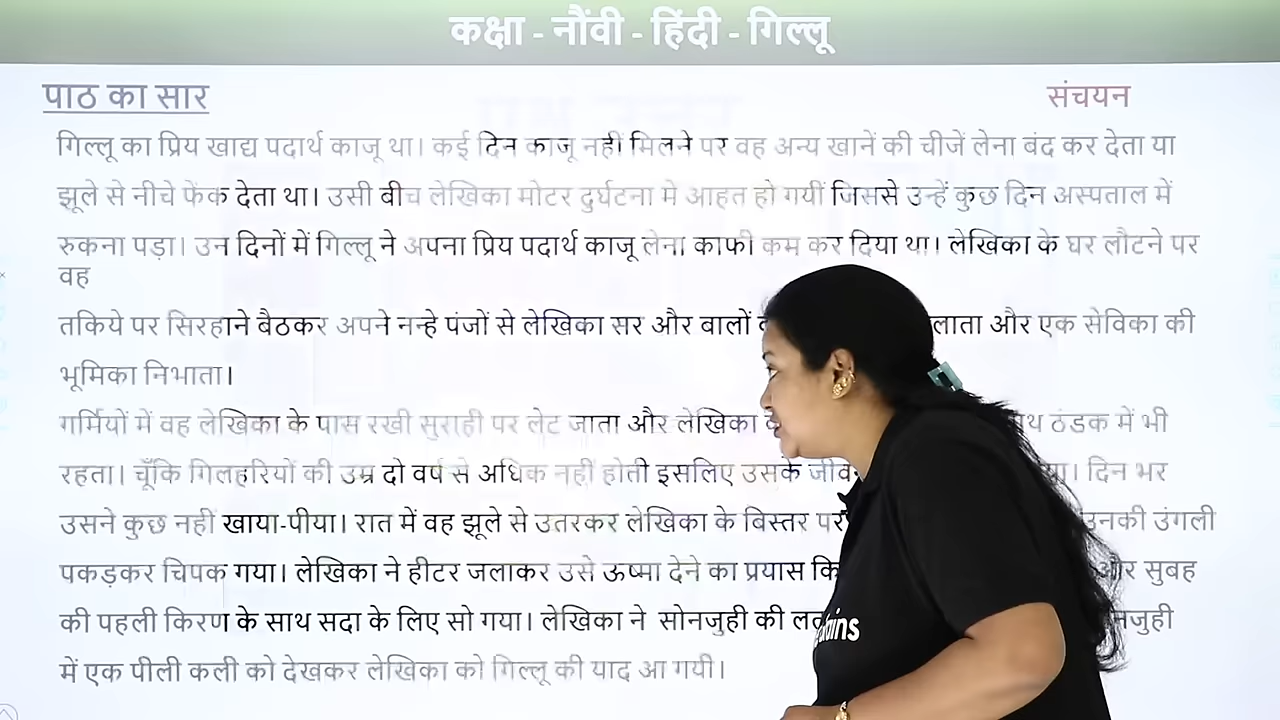 कक्षा - नौंवी - हिंदी - गिल्लू
पाठ का सार
संचयन
गिल्लू का प्रिय खाद्य पदार्थ काजू था। कई दिन काजू नहीं मिलने पर वह अन्य खानें की चीजें लेना बंद कर देता या
झूले से नीचे फेंक देता था। उसी बीच लेखिका मोटर दुर्घटना में आहत हो गयीं जिससे उन्हें कुछ दिन अस्पताल में
रुकना पड़ा। उन दिनों में गिल्लू ने अपना प्रिय पदार्थ काजू लेना काफी कम कर दिया था। लेखिका के घर लौटने पर
वह
तकिये पर सिरहाने बैठकर अपने नन्हे पंजों से लेखिका सर और बालों लाता और एक सेविका की
भूमिका निभाता।
गर्मियों में वह लेखिका के पास रखी सुराही पर लेट जाता और लेखिका ठंडक में भी
रहता। चूँकि गिलहरियों की उम्र दो वर्ष से अधिक नहीं होती इसलिए उसके दिन भर
उसने कुछ नहीं खाया-पीया। रात में वह झूले से उतरकर लेखिका के बिस्तर पर उनकी उंगली
पकड़कर चिपक गया। लेखिका ने हीटर जलाकर उसे ऊष्मा देने का प्रयास और सुबह
की पहली किरण के साथ सदा के लिए सो गया। लेखिका ने सोनजुही की
में एक पीली कली को देखकर लेखिका को गिल्लू की याद आ गयी।